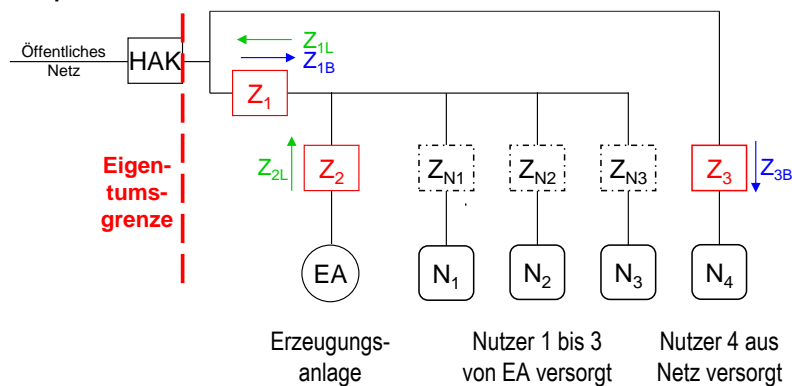 Öffentliches
Netz
HAK
Z1L
Z1B
Z1
Eigen-
tums-
grenze
Z2L
Z2
ZN1
ZN2
ZN3
Z3
Z3B
EA
N1
N2
N3
N4
Erzeugungs-
anlage
Nutzer 1 bis 3
von EA versorgt
Nutzer 4 aus
Netz versorgt